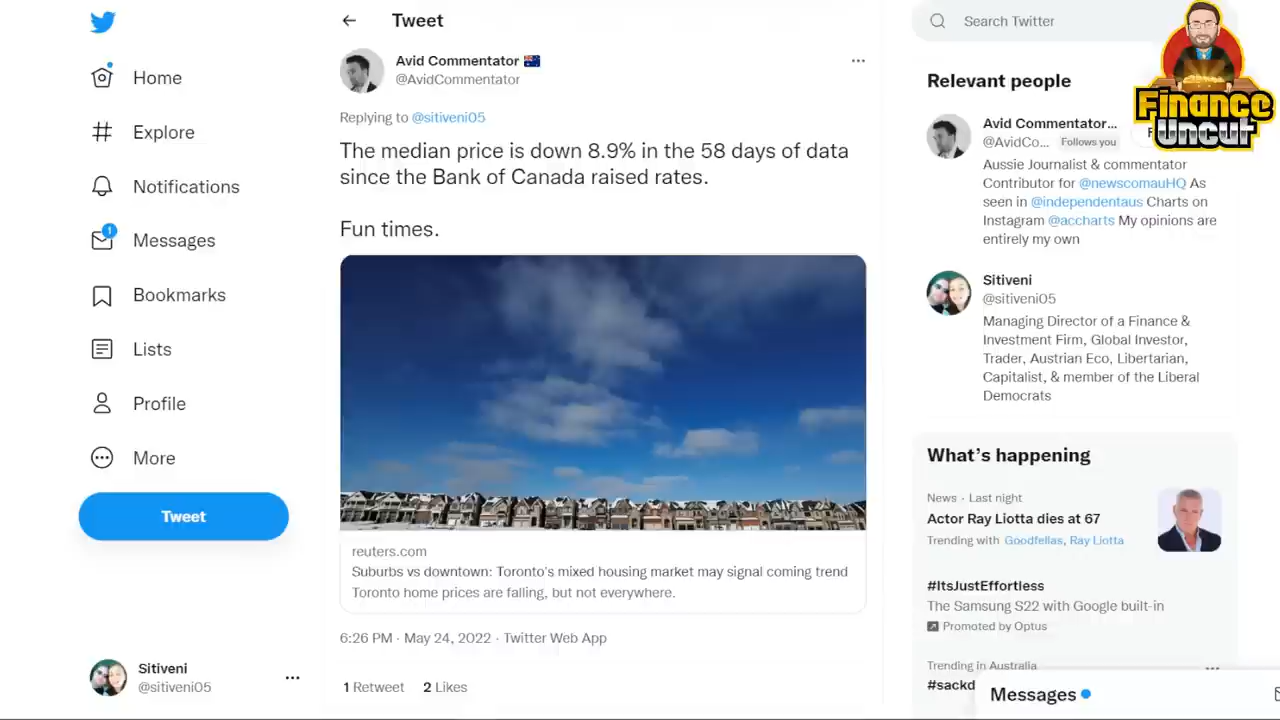 Home
Explore
Notifications
1
Messages
Bookmarks
Lists
Profile
More
Tweet
Sitiveni
@sitiveni05
Tweet
Avid Commentator
@AvidCommentator
Replying to @sitiveni05
The median price is down 8.9% in the 58 days of data
since the Bank of Canada raised rates.
Fun times.
reuters.com
Suburbs vs downtown: Toronto's mixed housing market may signal coming trend
Toronto home prices are falling, but not everywhere.
6:26 PM · May 24, 2022 · Twitter Web App
1 Retweet 2 Likes
Search Twitter
Finance
Uncut
Relevant people
Avid Commentator...
@AvidCo... Follows you
Aussie Journalist & commentator
Contributor for @newscomauHQ As
seen in @independentaus Charts on
Instagram @accharts My opinions are
entirely my own
Sitiveni
@sitiveni05
Managing Director of a Finance &
Investment Firm, Global Investor,
Trader, Austrian Eco, Libertarian,
Capitalist, & member of the Liberal
Democrats
What's happening
News · Last night
Actor Ray Liotta dies at 67
Trending with Goodfellas, Ray Liotta
#ItsJustEffortless
The Samsung S22 with Google built-in
Promoted by Optus
Trending in Australia
#sackd
Messages